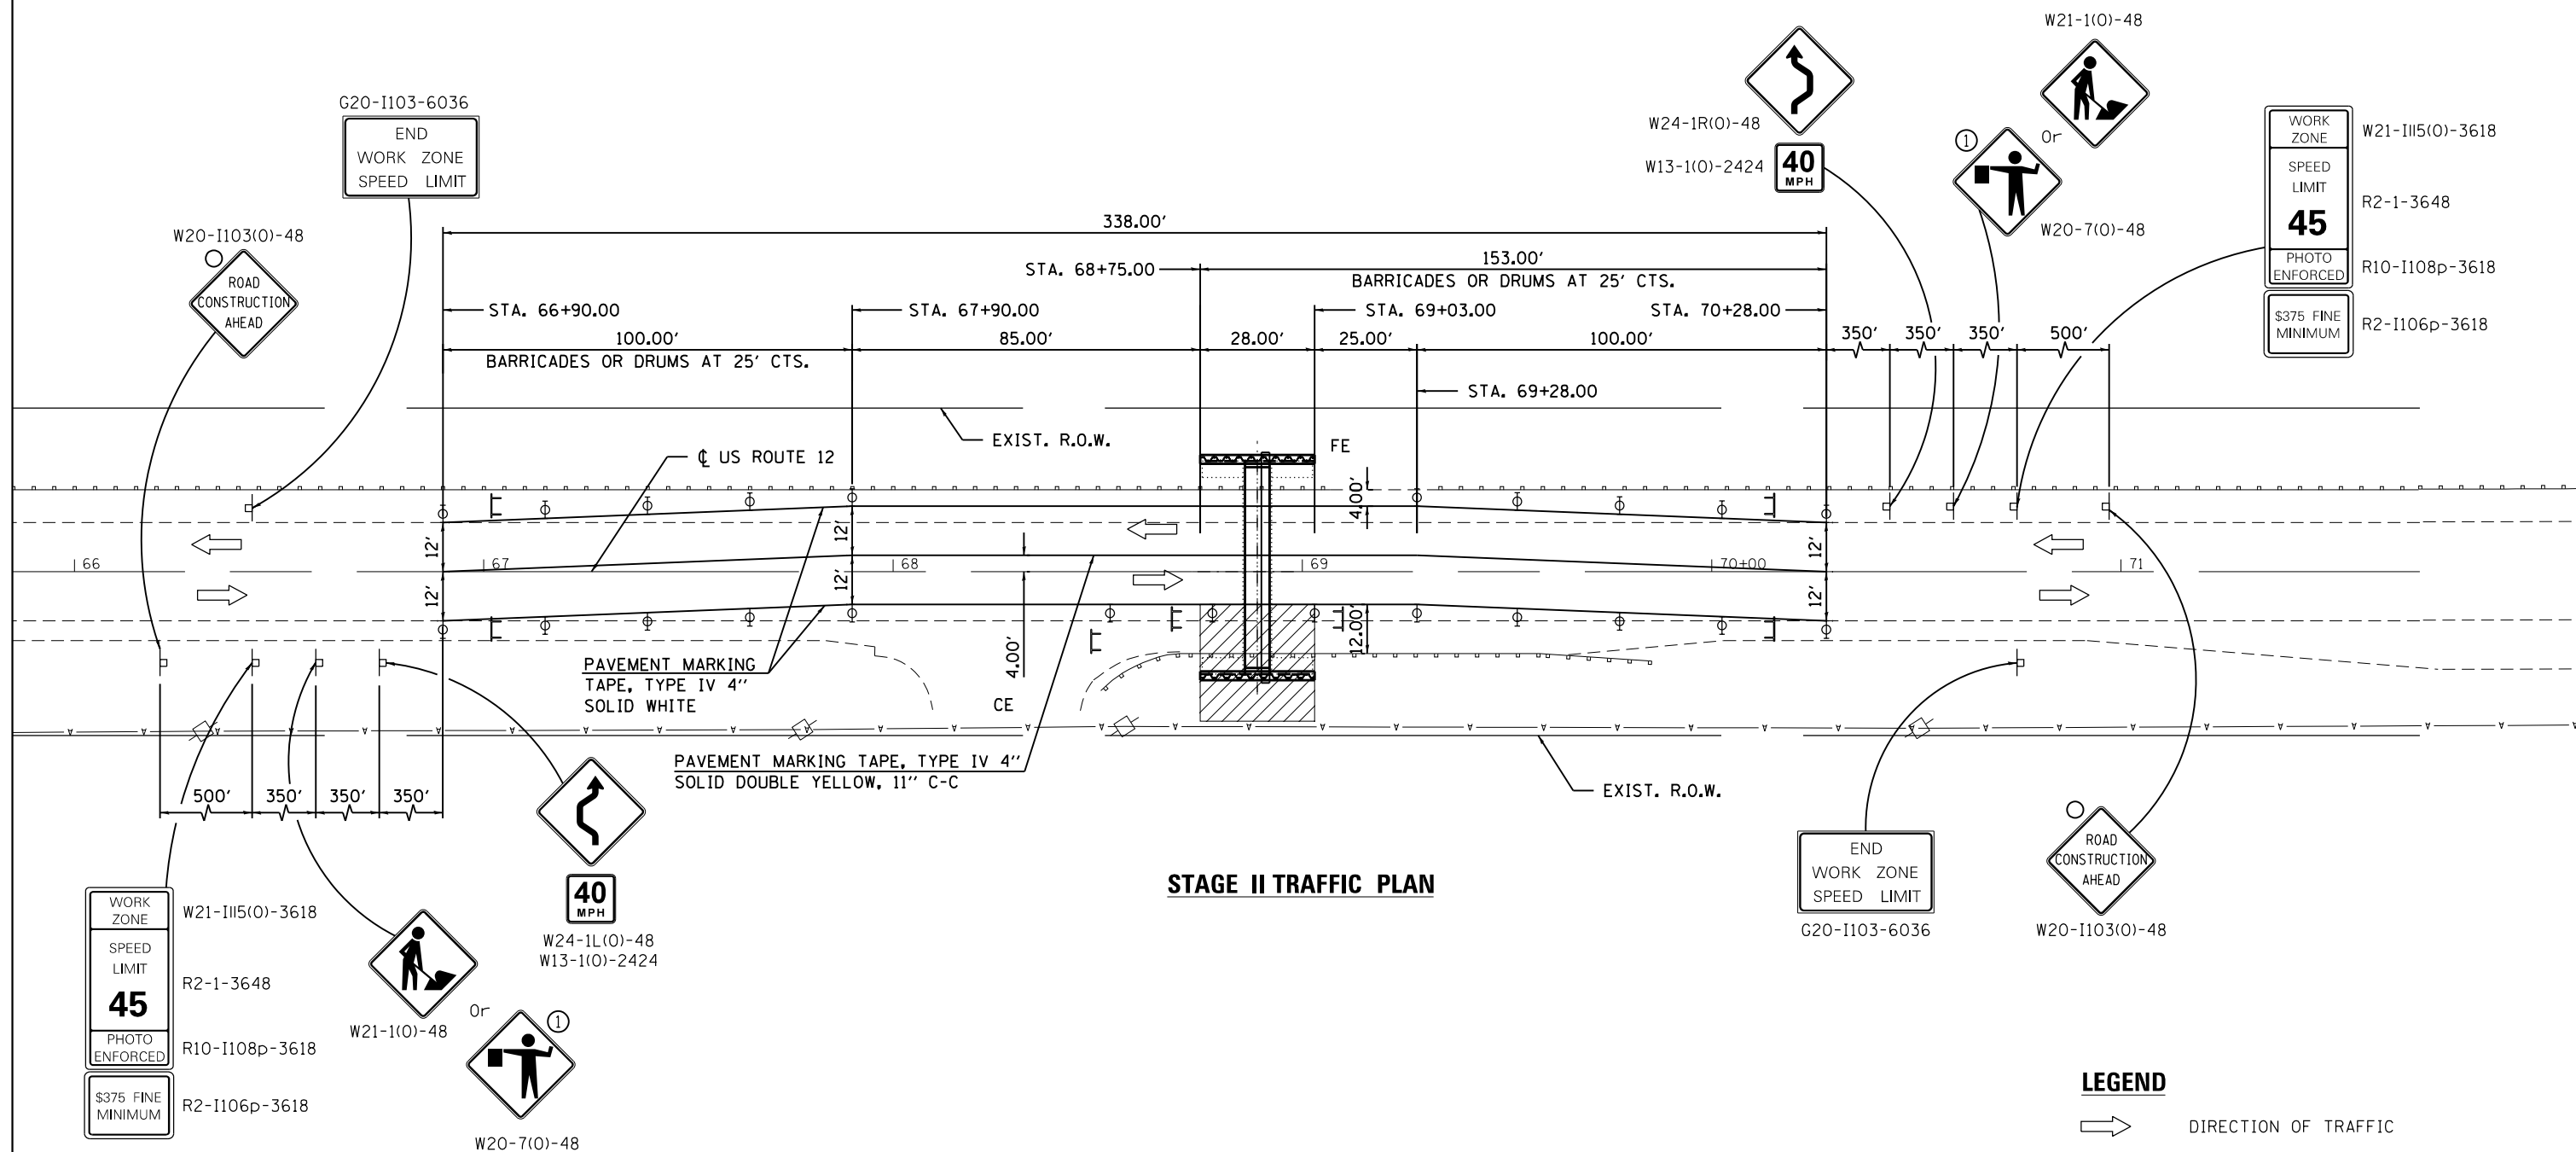 W21-1(O)-48
G20-I103-6036
END
WORK ZONE
SPEED LIMIT
W24-1R(O)-48
W13-1(O)-2424
40
MPH
1
Or
W20-7(O)-48
WORK
ZONE
W21-I115(O)-3618
SPEED
LIMIT
45
R2-1-3648
PHOTO
ENFORCED
R10-I108p-3618
$375 FINE
MINIMUM
R2-I106p-3618
W20-I103(O)-48
ROAD
CONSTRUCTION
AHEAD
338.00'
STA. 68+75.00
153.00'
BARRICADES OR DRUMS AT 25' CTS.
STA. 66+90.00
STA. 67+90.00
STA. 69+03.00
STA. 70+28.00
100.00'
85.00'
28.00'
25.00'
100.00'
350'
350'
350'
500'
BARRICADES OR DRUMS AT 25' CTS.
STA. 69+28.00
EXIST. R.O.W.
FE
℄ US ROUTE 12
4.00'
12'
12'
12'
12'
12'
12'
66
67
68
69
70+00
71
4.00'
12.00'
PAVEMENT MARKING
TAPE, TYPE IV 4"
SOLID WHITE
CE
PAVEMENT MARKING TAPE, TYPE IV 4"
SOLID DOUBLE YELLOW, 11" C-C
EXIST. R.O.W.
500'
350'
350'
350'
40
MPH
W24-1L(O)-48
W13-1(O)-2424
STAGE II TRAFFIC PLAN
END
WORK ZONE
SPEED LIMIT
G20-I103-6036
ROAD
CONSTRUCTION
AHEAD
W20-I103(O)-48
WORK
ZONE
W21-I115(O)-3618
SPEED
LIMIT
45
R2-1-3648
PHOTO
ENFORCED
R10-I108p-3618
$375 FINE
MINIMUM
R2-I106p-3618
W21-1(O)-48
Or
1
W20-7(O)-48
LEGEND
DIRECTION OF TRAFFIC